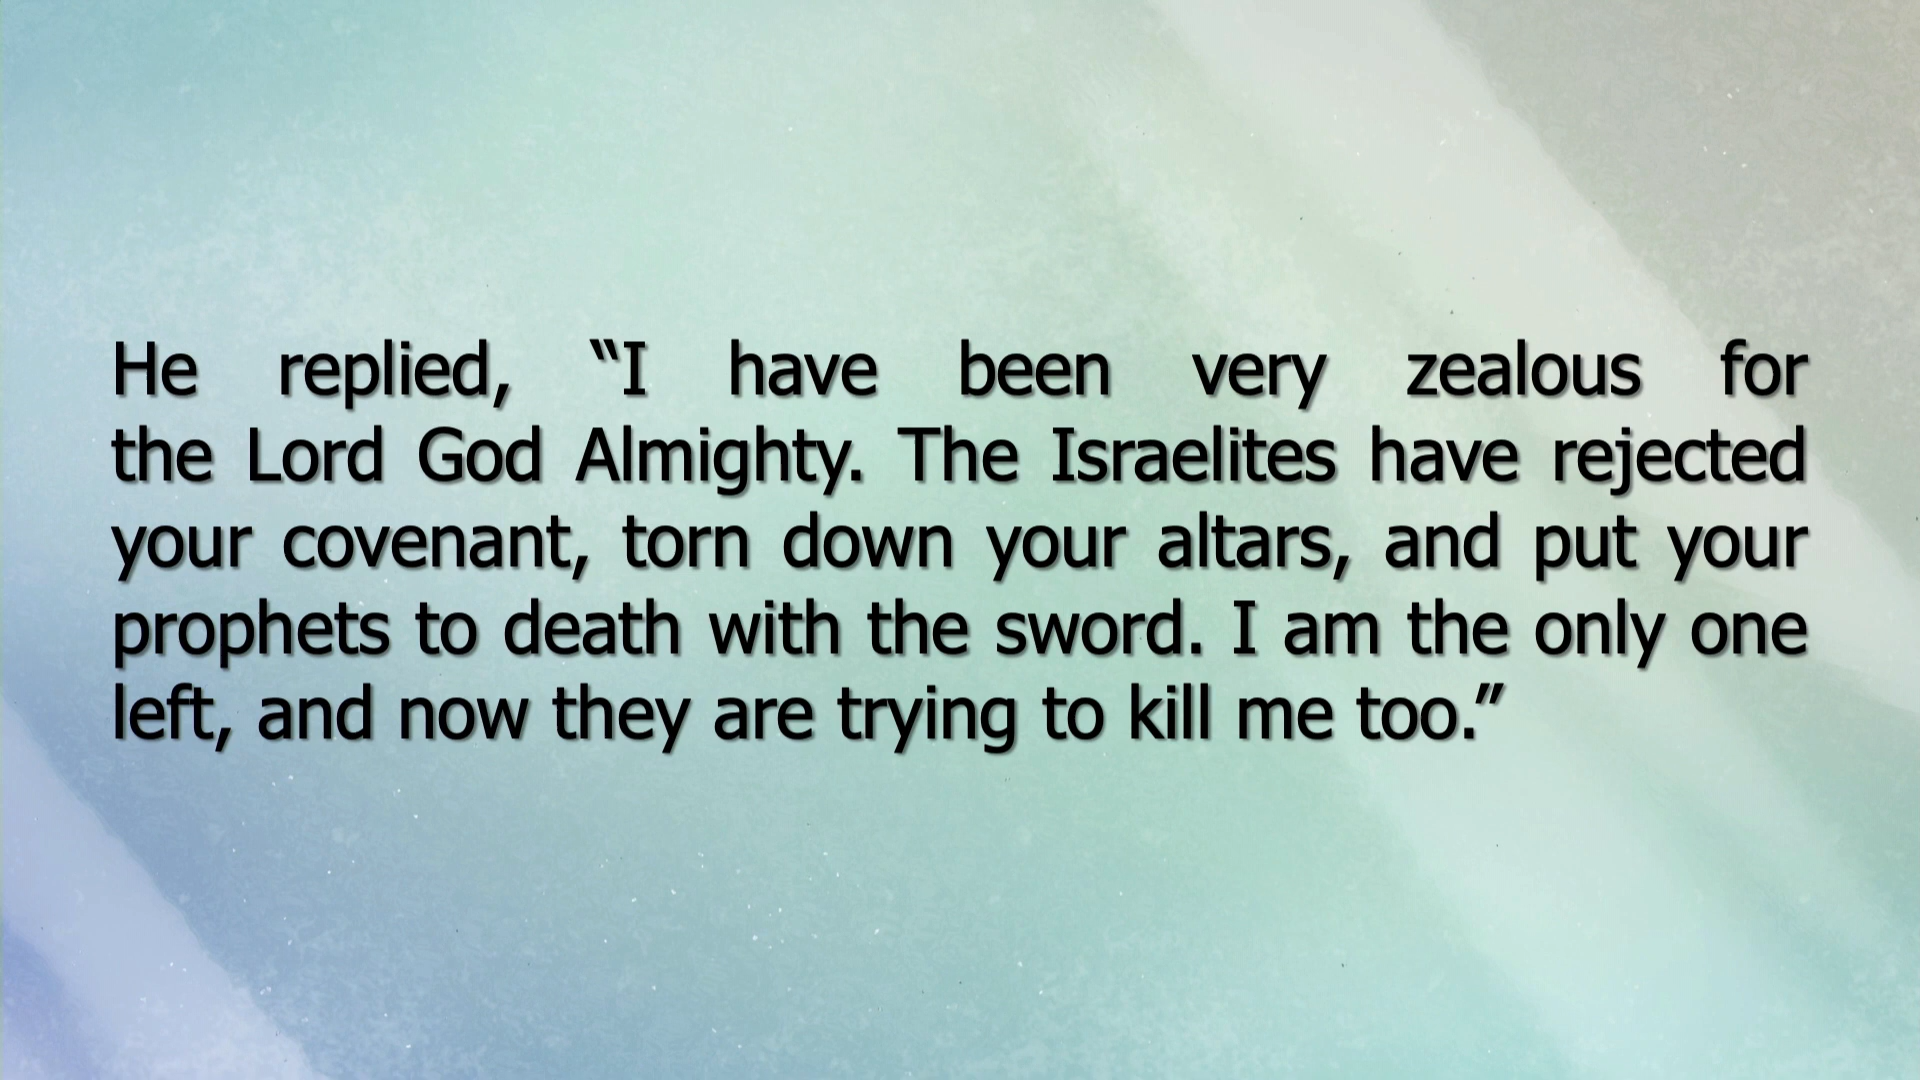 He replied, “I have been very zealous for
the Lord God Almighty. The Israelites have rejected
your covenant, torn down your altars, and put your
prophets to death with the sword. I am the only one
left, and now they are trying to kill me too.”